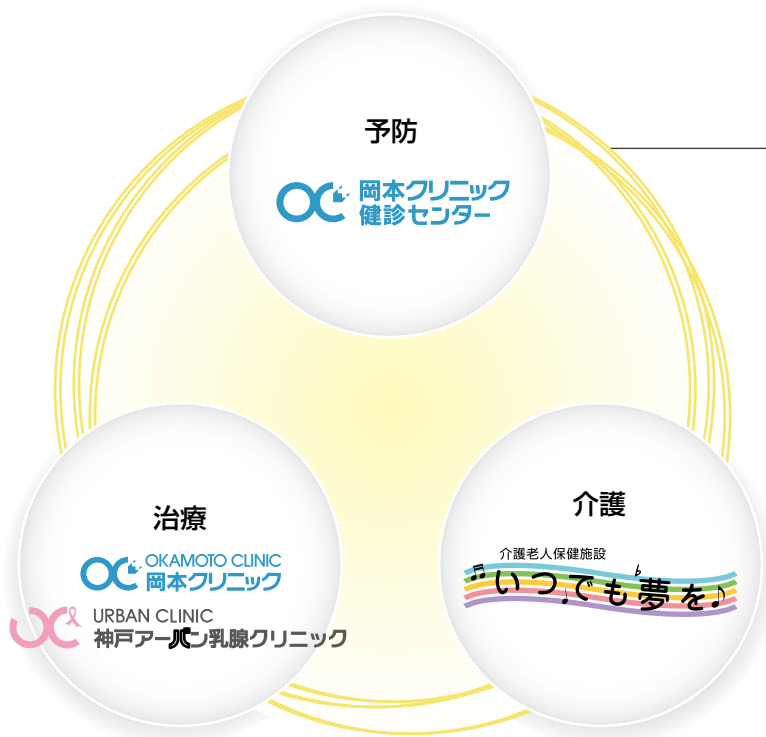 予防
岡本クリニック
健診センター
治療
OKAMOTO CLINIC
岡本クリニック
URBAN CLINIC
神戸アーバン乳腺クリニック
介護
介護老人保健施設
いつでも夢を